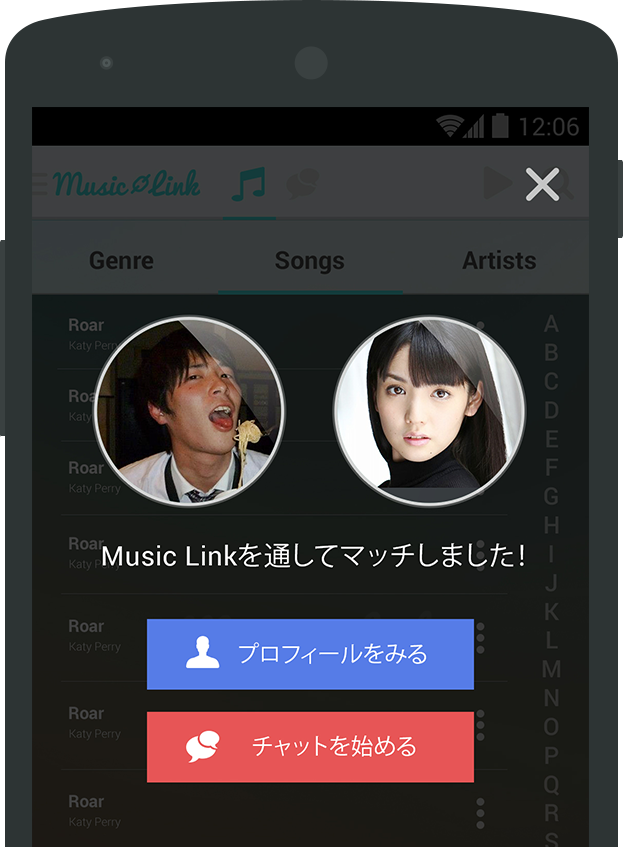 12:06
Music Link
Genre
Songs
Artists
Roar
Katy Perry
Roar
Katy
Roar
Katy Perry
Roar
Katy Perry
Roar
Katy Perry
Roar
Katy Perry
Roar
Katy Perry
A
B
C
D
E
F
G
H
I
J
K
L
M
N
O
P
Q
R
S
Music Linkを通してマッチしました!
プロフィールをみる
チャットを始める